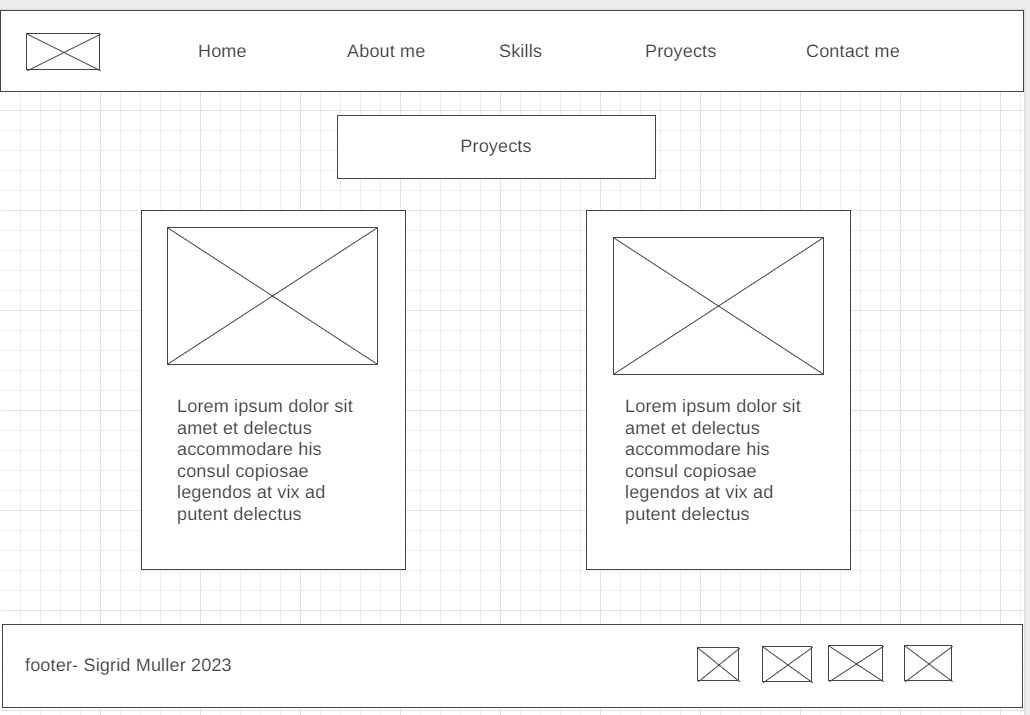 Home About me Skills Proyects Contact me
Proyects
Lorem ipsum dolor sit
amet et delectus
accommodare his
consul copiosae
legendos at vix ad
putent delectus
Lorem ipsum dolor sit
amet et delectus
accommodare his
consul copiosae
legendos at vix ad
putent delectus
footer- Sigrid Muller 2023